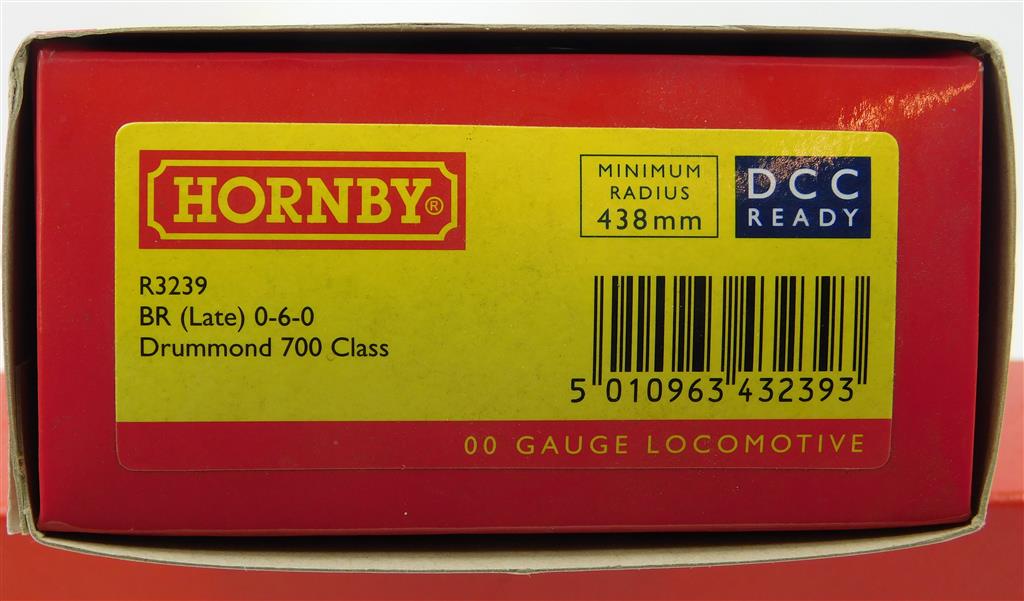 HORNBY®
MINIMUM
RADIUS
438mm
DCC
READY
R3239
BR (Late) 0-6-0
Drummond 700 Class
5 010963 432393
00 GAUGE LOCOMOTIVE